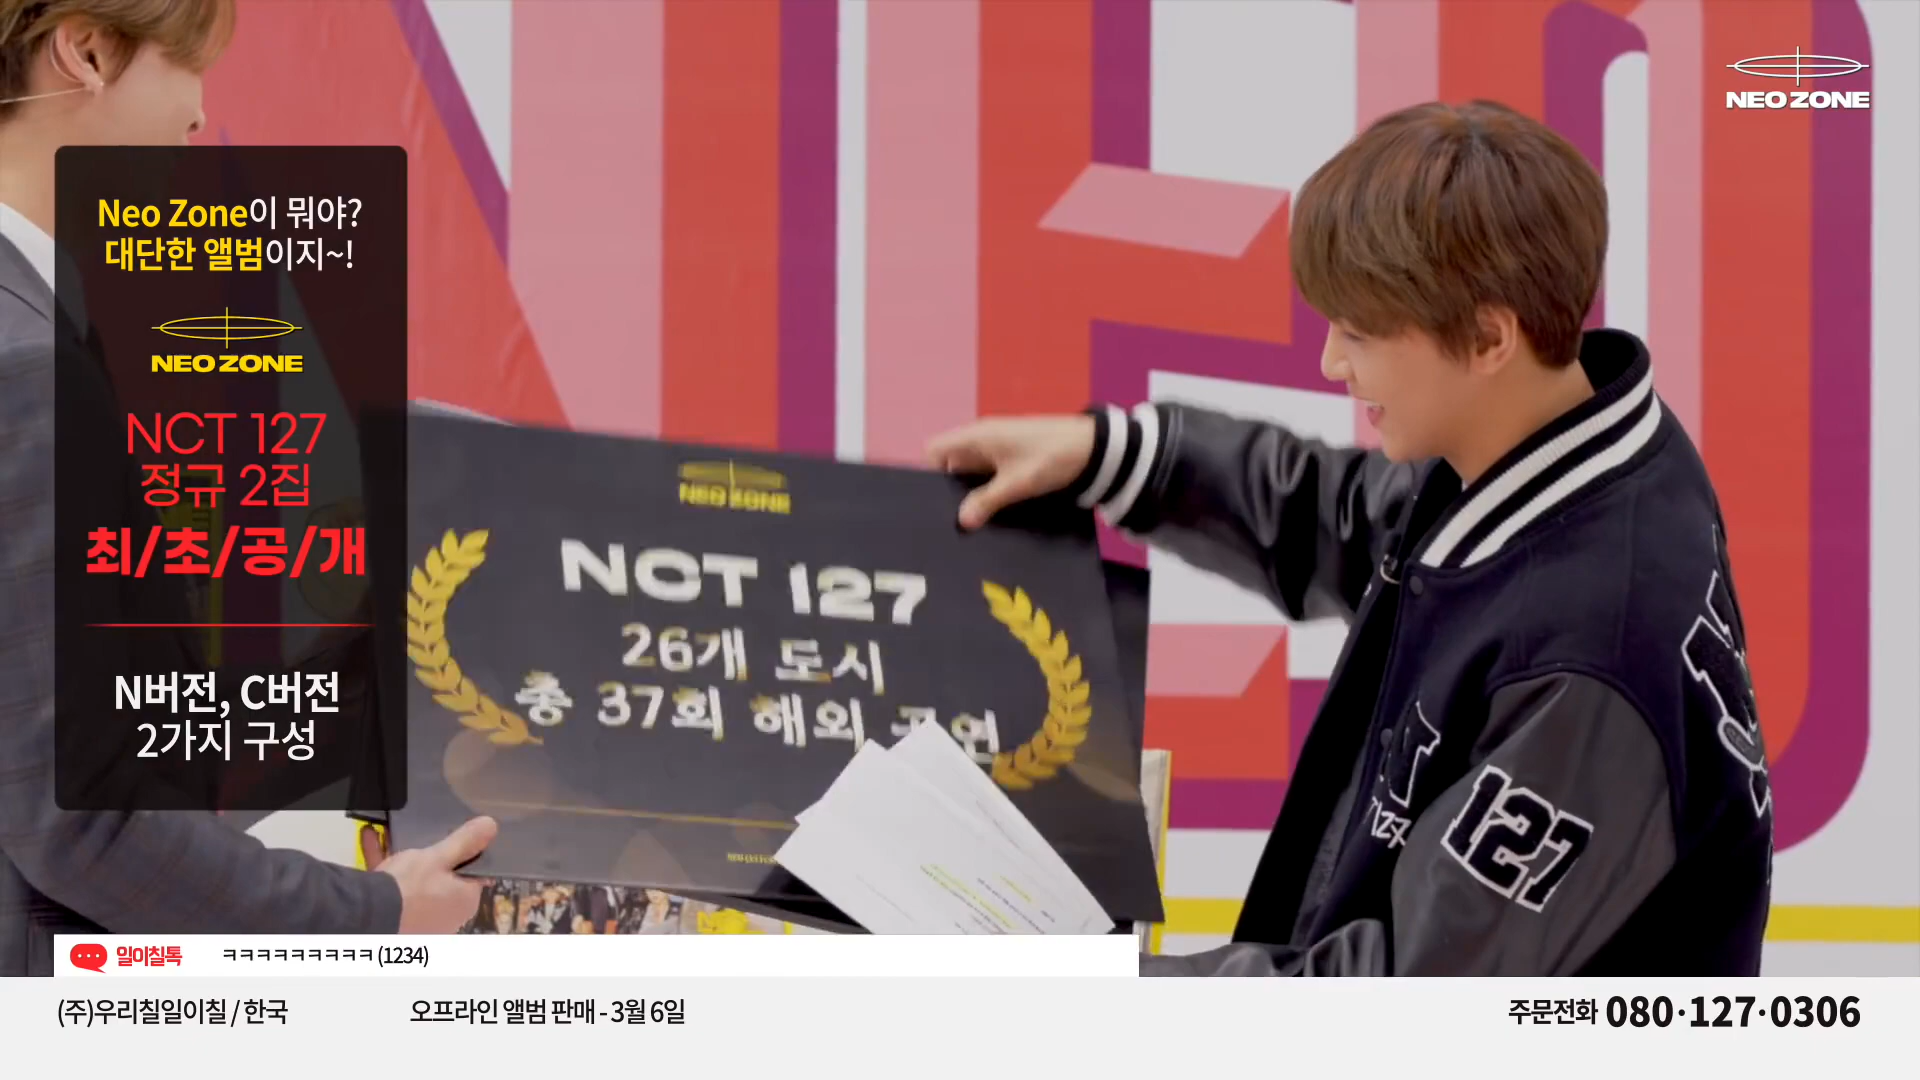 NEO ZONE
Neo Zone이 뭐야?
대단한 앨범이지~!
NEO ZONE
NCT 127
정규 2집
최/초/공/개
N버전, C버전
2가지 구성
NEO ZONE
NCT 127
26개 도시
총 37회 해외 공연
127
127
일이칠톡 ㅋㅋㅋㅋㅋㅋㅋㅋㅋ (1234)
(주)우리칠일이칠 / 한국 오프라인 앨범 판매 - 3월 6일 주문전화 080·127·0306